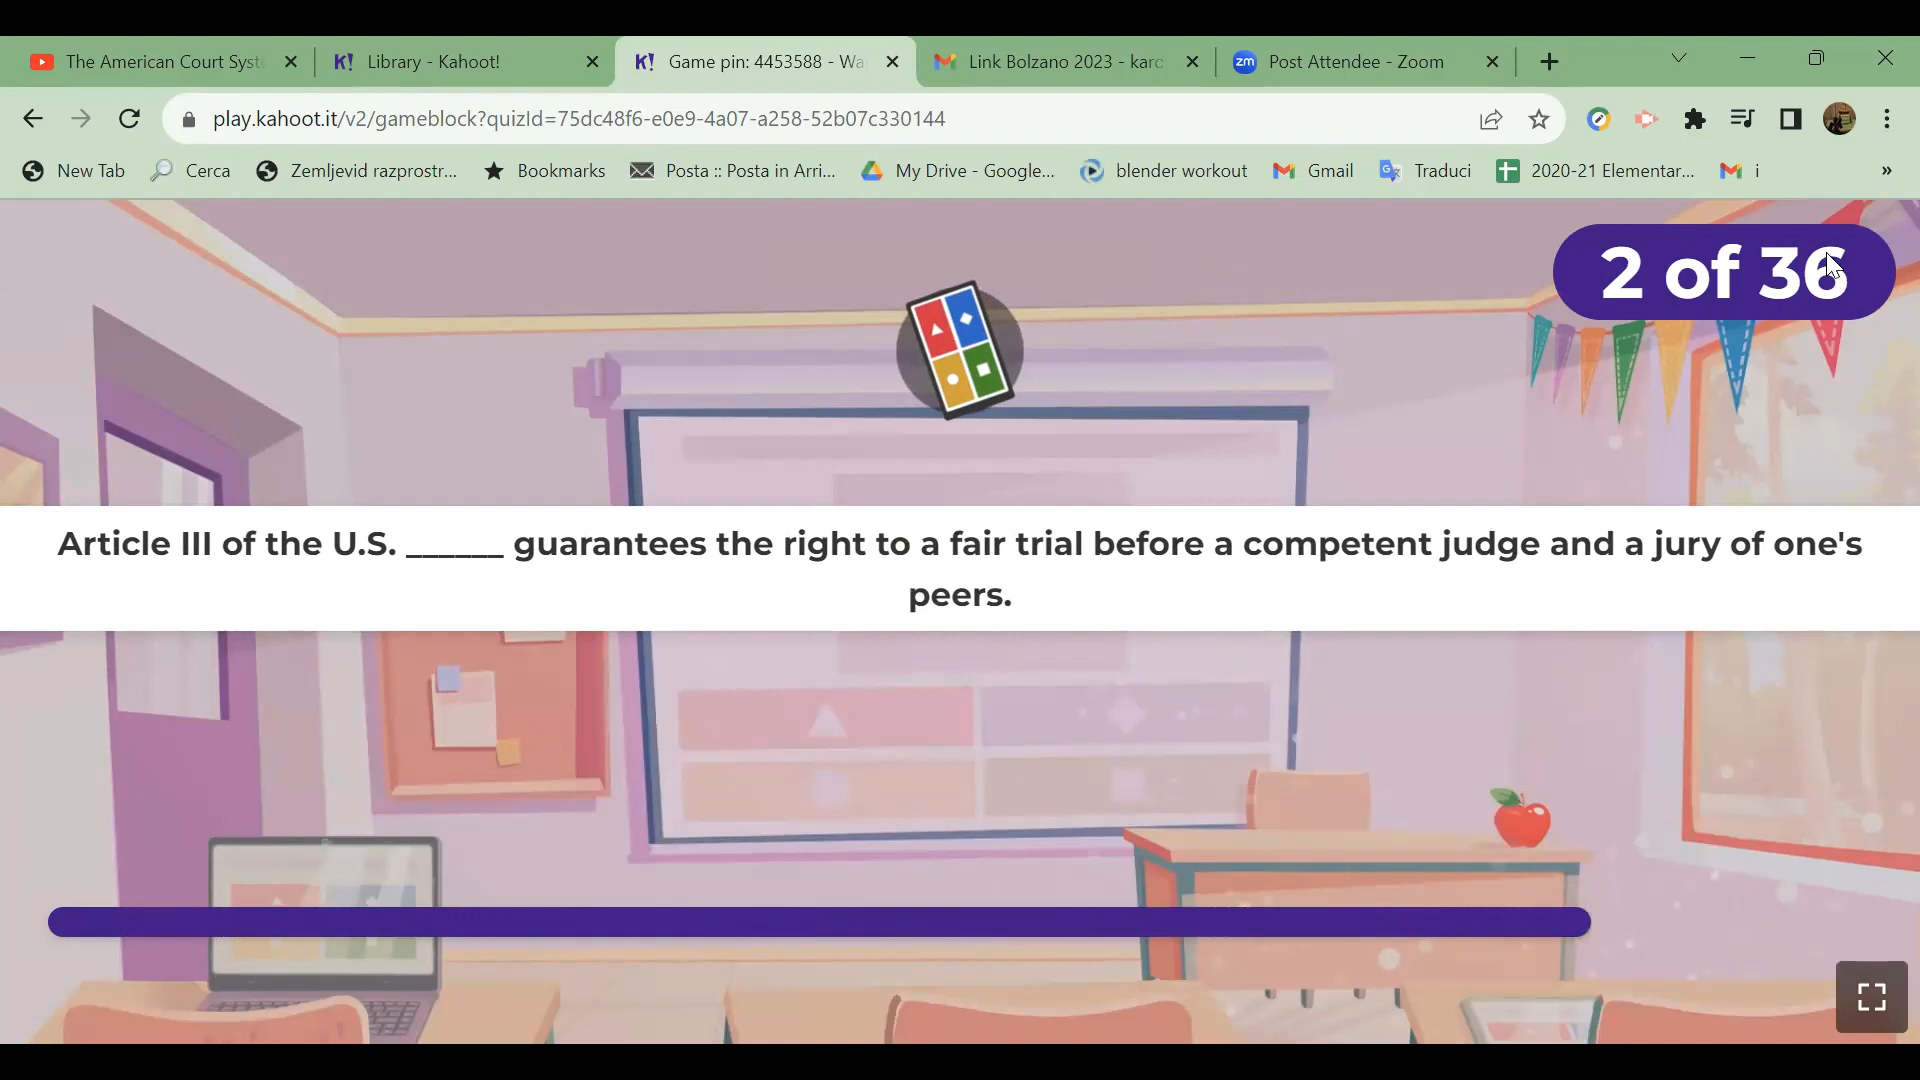 The American Court Syst
Library - Kahoot!
Game pin: 4453588 - Wa
Link Bolzano 2023 - karo
zm Post Attendee - Zoom
play.kahoot.it/v2/gameblock?quizId=75dc48f6-e0e9-4a07-a258-52b07c330144
New Tab
Cerca
Zemljevid razprostr...
Bookmarks
Posta :: Posta in Arri...
My Drive - Google...
blender workout
Gmail
Traduci
2020-21 Elementar...
i
»
2 of 36
Article III of the U.S. ______ guarantees the right to a fair trial before a competent judge and a jury of one's
peers.